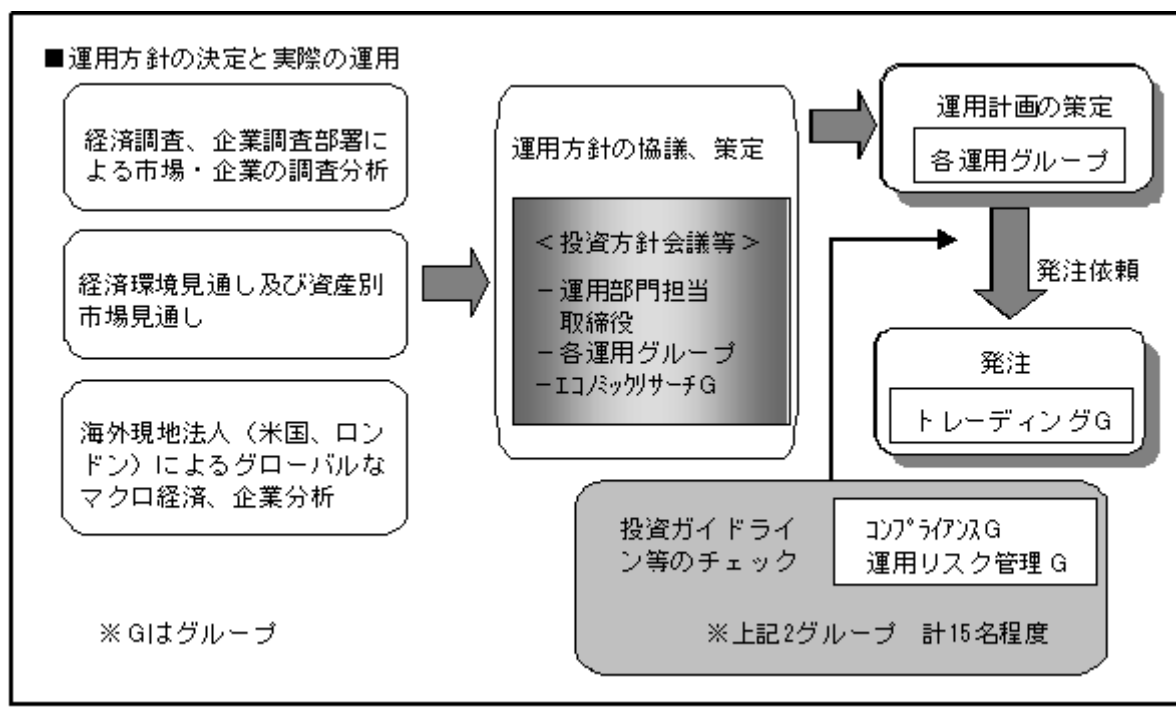 ■運用方針の決定と実際の運用
経済調査、企業調査部署に
よる市場・企業の調査分析
経済環境見通し及び資産別
市場見通し
海外現地法人（米国、ロン
ドン）によるグローバルな
マクロ経済、企業分析
※Gはグループ
運用方針の協議、策定
＜投資方針会議等＞
－運用部門担当
取締役
－各運用グループ
－ｴｺﾉﾐｯｸﾘｻｰﾁG
運用計画の策定
各運用グループ
発注依頼
発注
トレーディングG
投資ガイドライ
ン等のチェック
ｺﾝﾌﾟﾗｲｱﾝｽG
運用リスク管理G
※上記2グループ 計15名程度